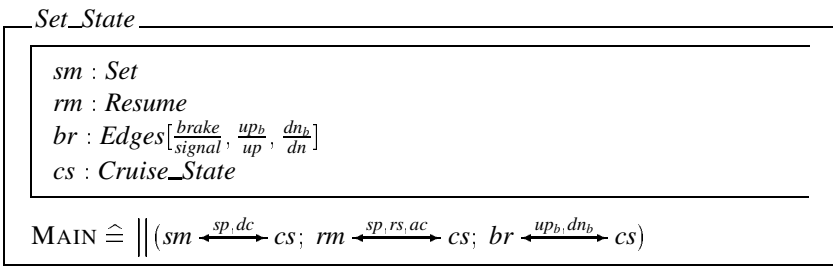 Set_State
sm : Set
rm : Resume
br : Edges[brake/signal, up_b/up, dn_b/dn]
cs : Cruise_State
MAIN ≙ ||(sm ⟷^{sp,dc} cs; rm ⟷^{sp,rs,ac} cs; br ⟷^{up_b,dn_b} cs)